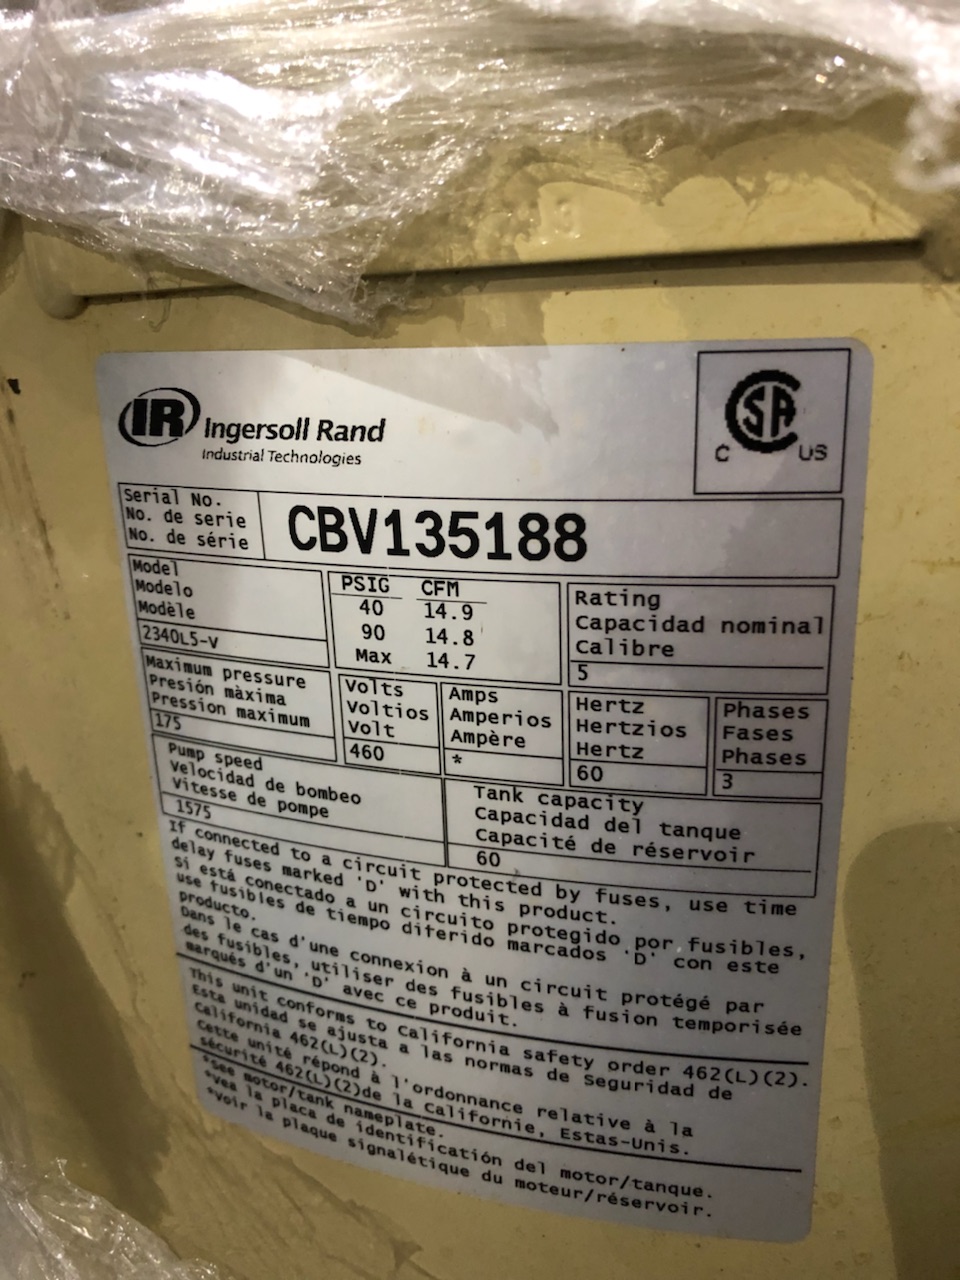 IR Ingersoll Rand
Industrial Technologies
CSA
C US
Serial No.
No. de serie
No. de série
CBV135188
Model
Modelo
Modèle
2340L5-V
PSIG CFM
40 14.9
90 14.8
Max 14.7
Rating
Capacidad nominal
Calibre
5
Maximum pressure
Presión màxima
Pression maximum
175
Volts
Voltios
Volt
460
Amps
Amperios
Ampère
*
Hertz
Hertzios
Hertz
60
Phases
Fases
Phases
3
Pump speed
Velocidad de bombeo
Vitesse de pompe
1575
Tank capacity
Capacidad del tanque
Capacité de réservoir
60
If connected to a circuit protected by fuses, use time
delay fuses marked 'D' with this product.
Si está conectado a un circuito protegido por fusibles,
use fusibles de tiempo diferido marcados 'D' con este
producto.
Dans le cas d'une connexion à un circuit protégé par
des fusibles, utiliser des fusibles à fusion temporisée
marqués d'un 'D' avec ce produit.
This unit conforms to California safety order 462(L)(2).
Esta unidad se ajusta a las normas de Seguridad de
California 462(L)(2).
Cette unité répond à l'ordonnance relative à la
sécurité 462(L)(2)de la Californie, Estas-Unis.
*See motor/tank nameplate.
*Vea la placa de identificación del motor/tanque.
*Voir la plaque signalétique du moteur/réservoir.